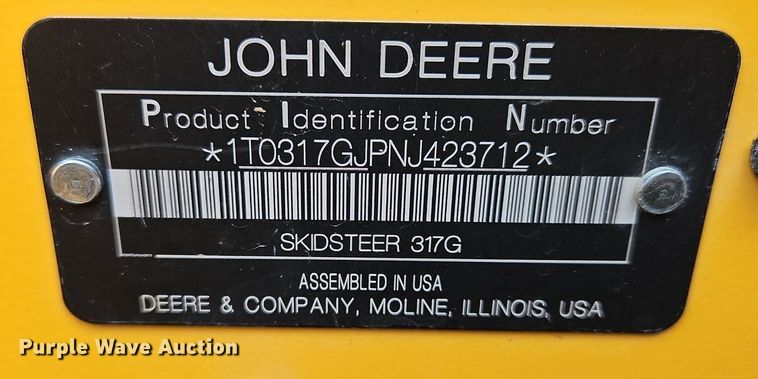 JOHN DEERE
Product Identification Number
*1T0317GJPNJ423712*
SKIDSTEER 317G
ASSEMBLED IN USA
DEERE & COMPANY, MOLINE, ILLINOIS, USA
Purple Wave Auction